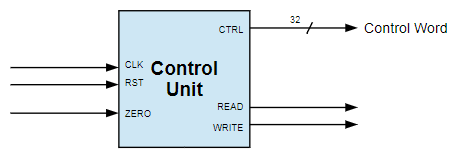 32
CTRL
Control Word
CLK
Control
Unit
RST
ZERO
READ
WRITE